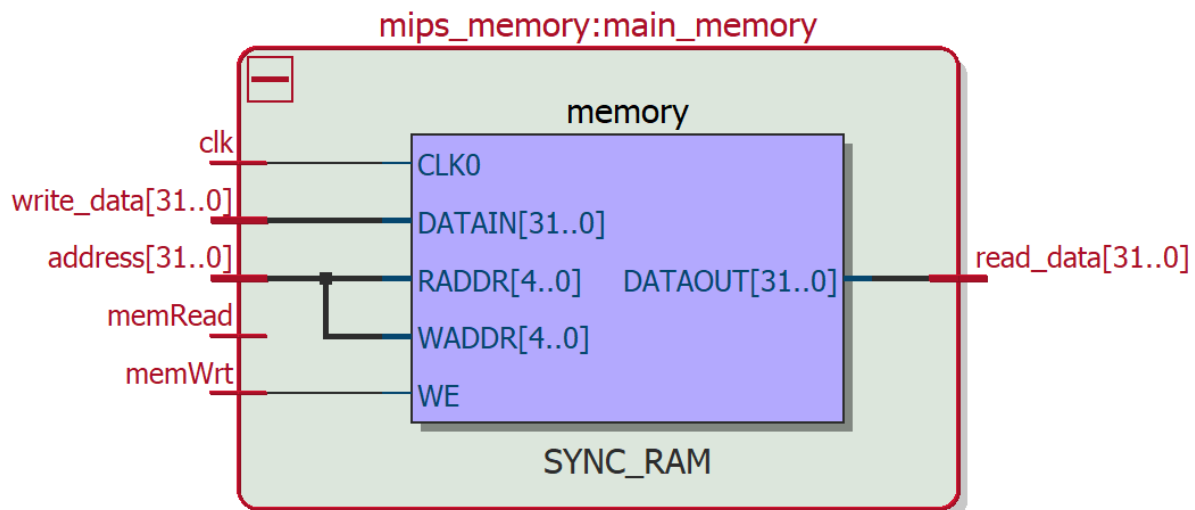 mips_memory:main_memory
memory
clk
CLK0
write_data[31..0]
DATAIN[31..0]
address[31..0]
RADDR[4..0]
DATAOUT[31..0]
read_data[31..0]
memRead
WADDR[4..0]
memWrt
WE
SYNC_RAM